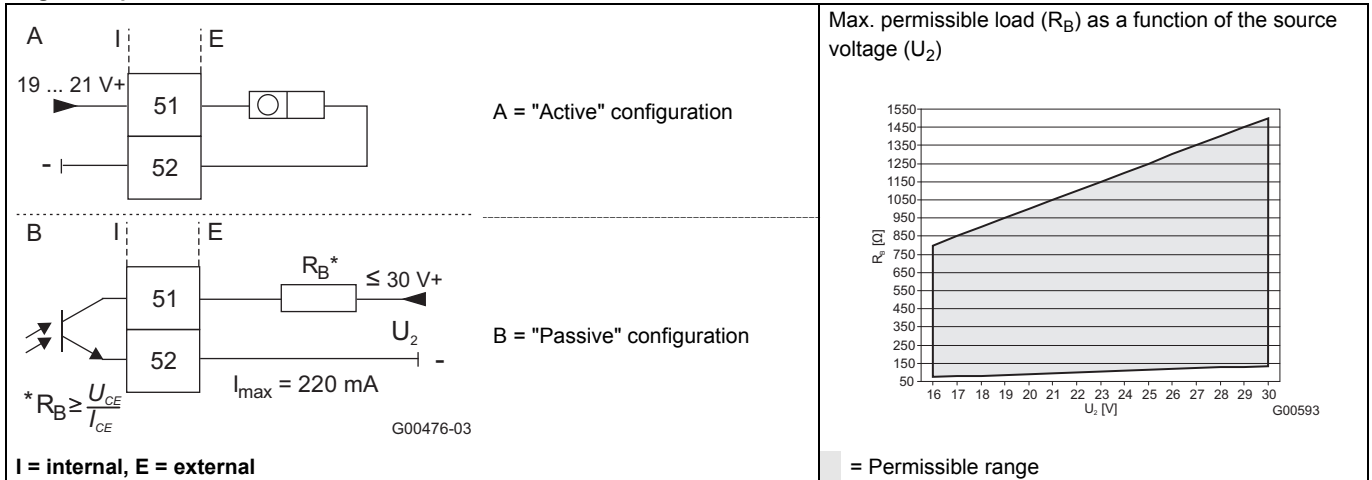 A
I
E
19 ... 21 V+
51
-
52
A = "Active" configuration
B
I
E
R_B*
≤ 30 V+
51
U₂
52
-
I_max = 220 mA
*R_B ≥ U_CE / I_CE
G00476-03
B = "Passive" configuration
I = internal, E = external
Max. permissible load (R_B) as a function of the source
voltage (U₂)
1550
1450
1350
1250
1150
1050
950
850
750
650
550
450
350
250
150
50
R_B [Ω]
16 17 18 19 20 21 22 23 24 25 26 27 28 29 30
U₂ [V]
G00593
= Permissible range